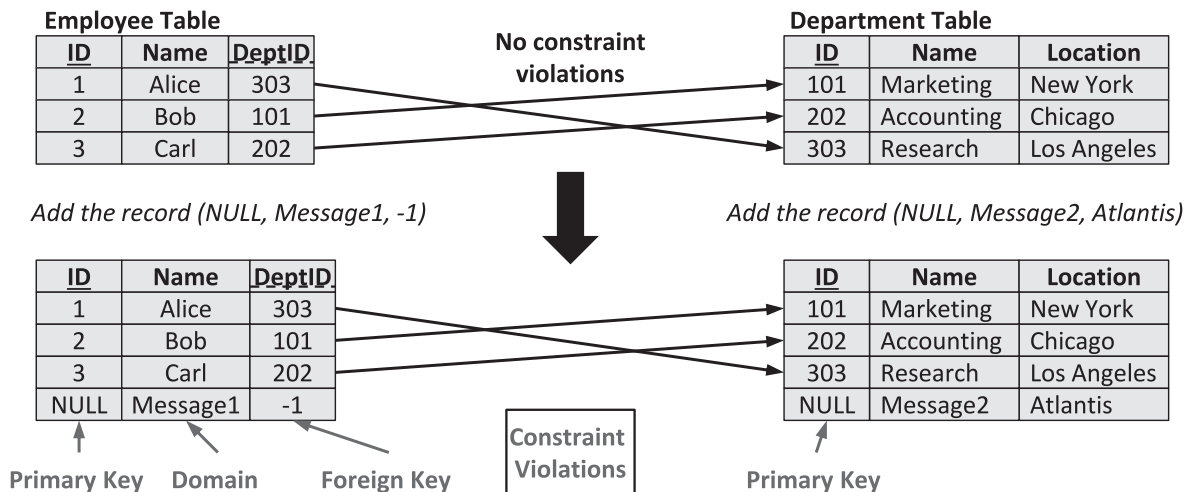 Employee Table
ID Name DeptID
1 Alice 303
2 Bob 101
3 Carl 202
No constraint
violations
Department Table
ID Name Location
101 Marketing New York
202 Accounting Chicago
303 Research Los Angeles
Add the record (NULL, Message1, -1)
Add the record (NULL, Message2, Atlantis)
ID Name DeptID
1 Alice 303
2 Bob 101
3 Carl 202
NULL Message1 -1
Primary Key Domain Foreign Key
Constraint
Violations
ID Name Location
101 Marketing New York
202 Accounting Chicago
303 Research Los Angeles
NULL Message2 Atlantis
Primary Key